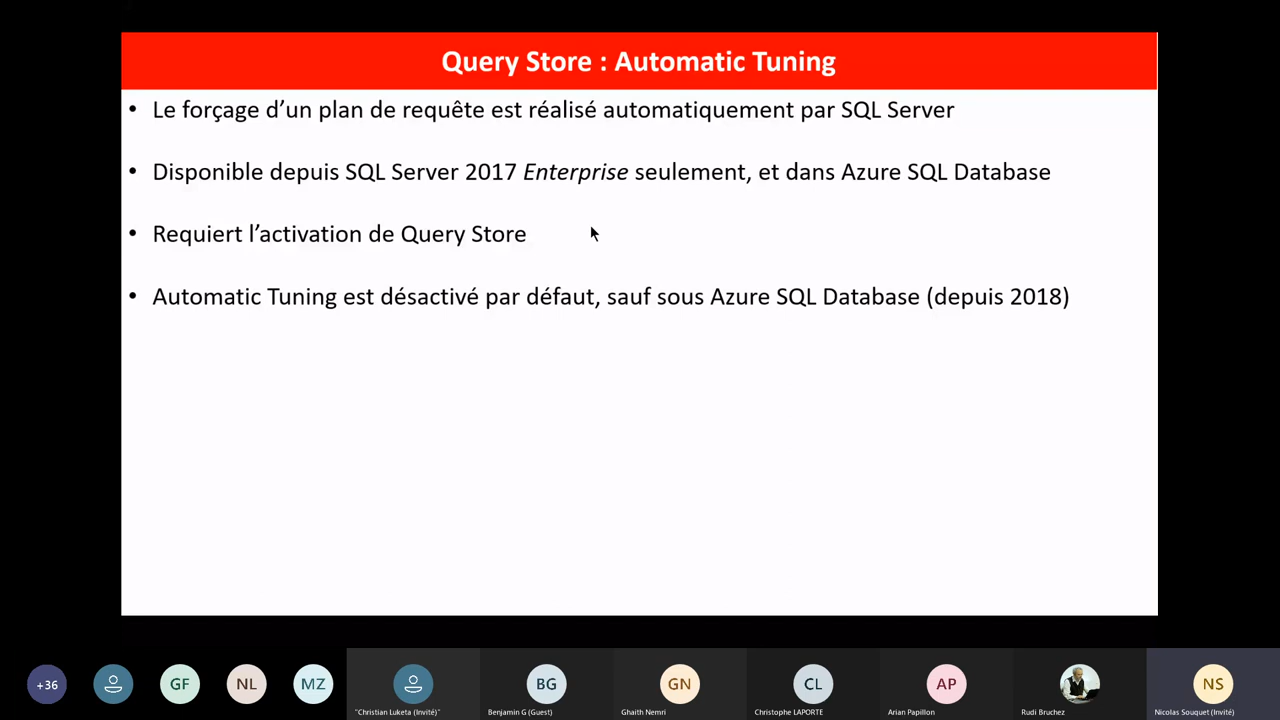 Query Store : Automatic Tuning
• Le forçage d’un plan de requête est réalisé automatiquement par SQL Server
• Disponible depuis SQL Server 2017 Enterprise seulement, et dans Azure SQL Database
• Requiert l’activation de Query Store
• Automatic Tuning est désactivé par défaut, sauf sous Azure SQL Database (depuis 2018)
+36
GF
NL
MZ
"Christian Luketa (Invité)"
BG
Benjamin G (Guest)
GN
Ghaith Nemri
CL
Christophe LAPORTE
AP
Arian Papillon
Rudi Bruchez
NS
Nicolas Souquet (Invité)